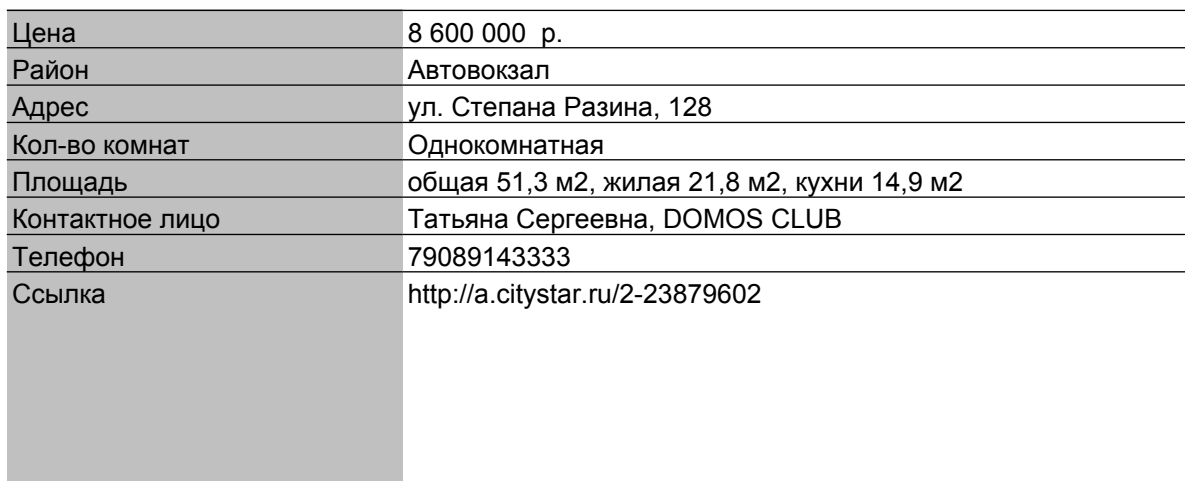 Цена 8 600 000 р.
Район Автовокзал
Адрес ул. Степана Разина, 128
Кол-во комнат Однокомнатная
Площадь общая 51,3 м2, жилая 21,8 м2, кухни 14,9 м2
Контактное лицо Татьяна Сергеевна, DOMOS CLUB
Телефон 79089143333
Ссылка http://a.citystar.ru/2-23879602